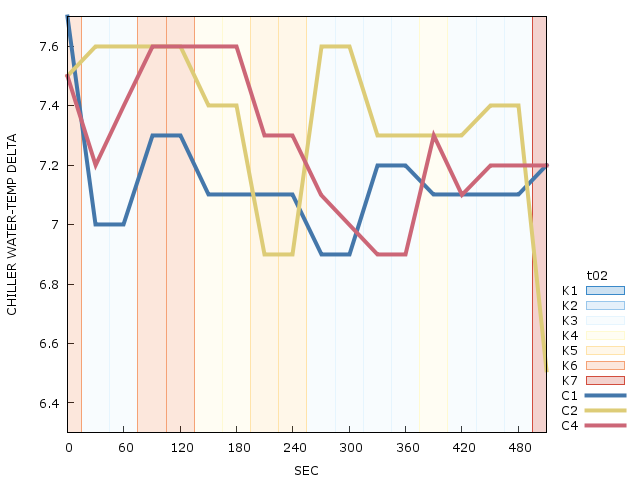 7.6
7.4
7.2
7
6.8
6.6
6.4
CHILLER WATER-TEMP DELTA
0 60 120 180 240 300 360 420 480
SEC
t02
K1
K2
K3
K4
K5
K6
K7
C1
C2
C4